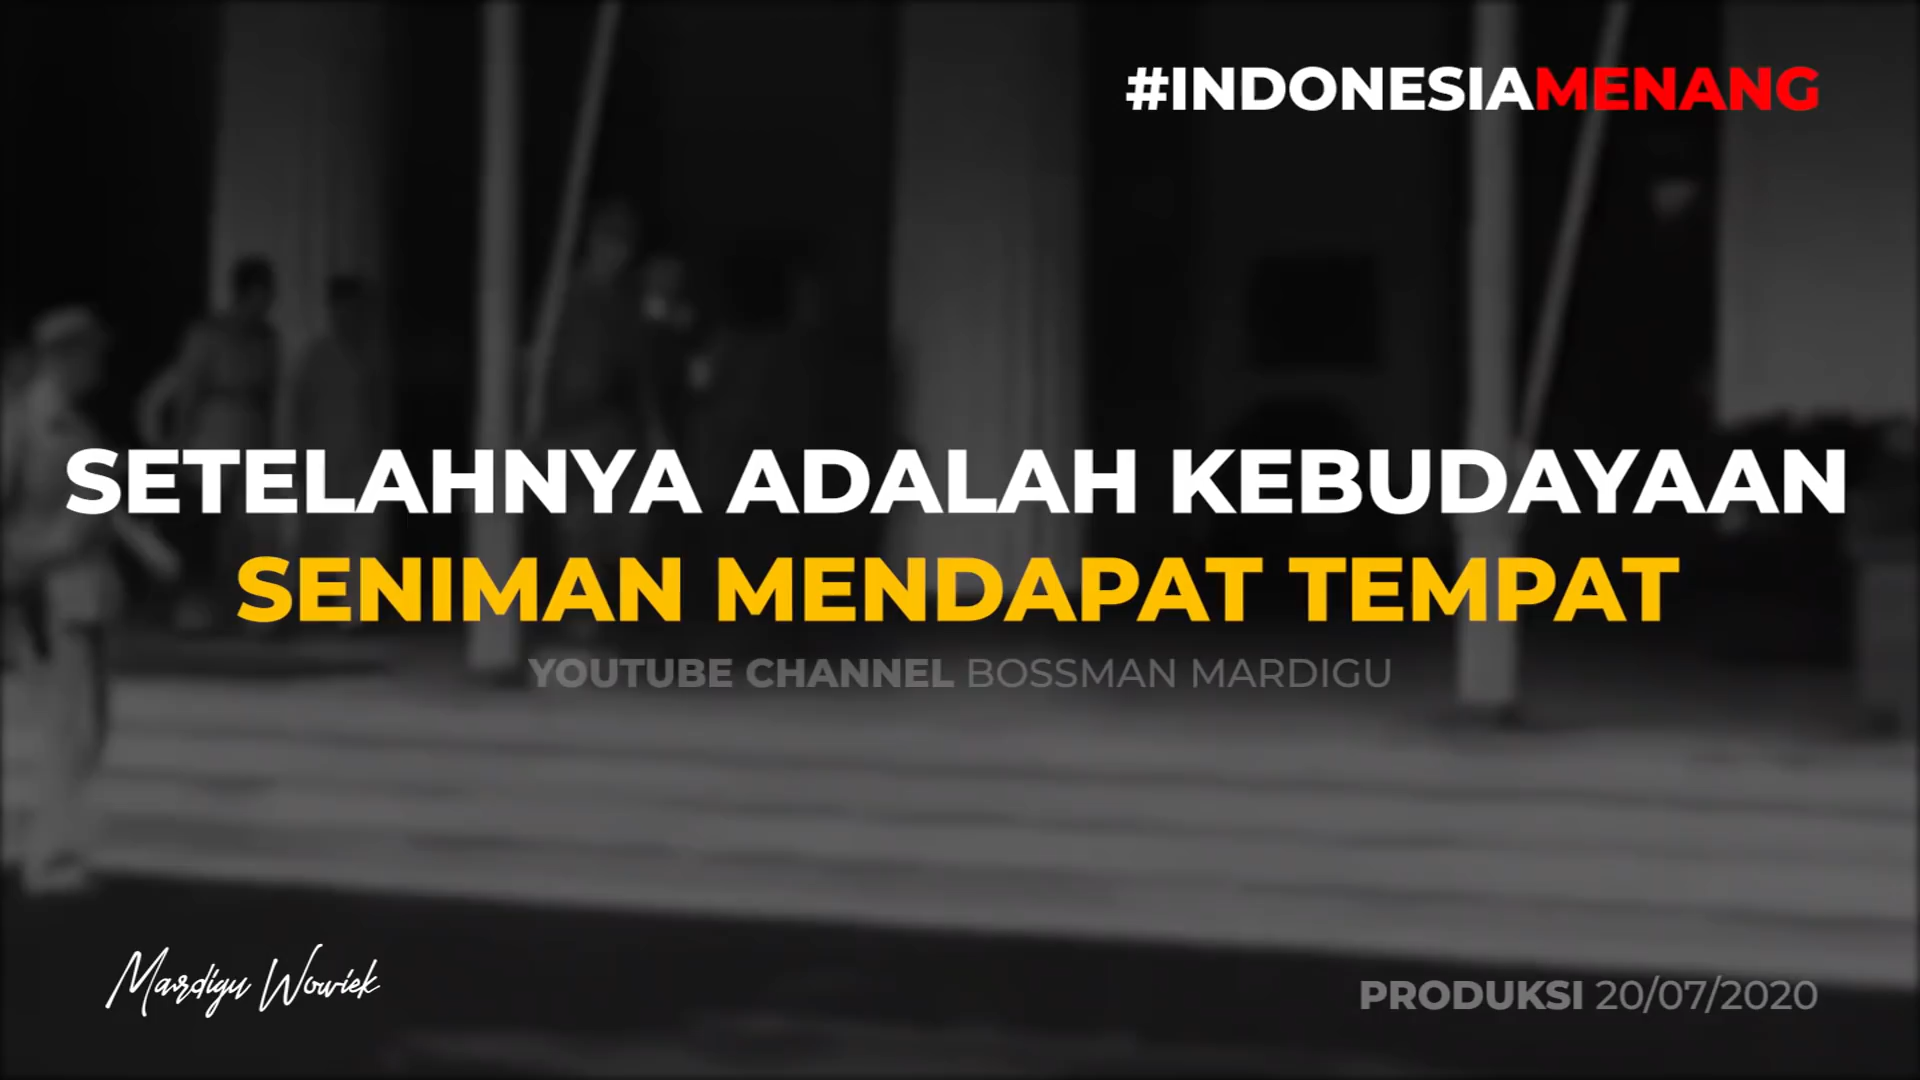 #INDONESIAMENANG
SETELAHNYA ADALAH KEBUDAYAAN
SENIMAN MENDAPAT TEMPAT
YOUTUBE CHANNEL BOSSMAN MARDIGU
Mardigu Wowiek
PRODUKSI 20/07/2020